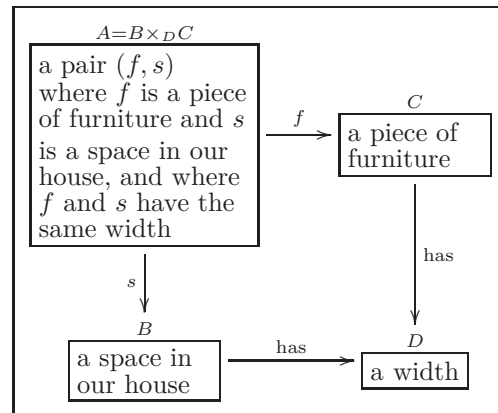 A=B×_D C
a pair (f, s)
where f is a piece
of furniture and s
is a space in our
house, and where
f and s have the
same width
f
C
a piece of
furniture
s
has
B
a space in
our house
has
D
a width